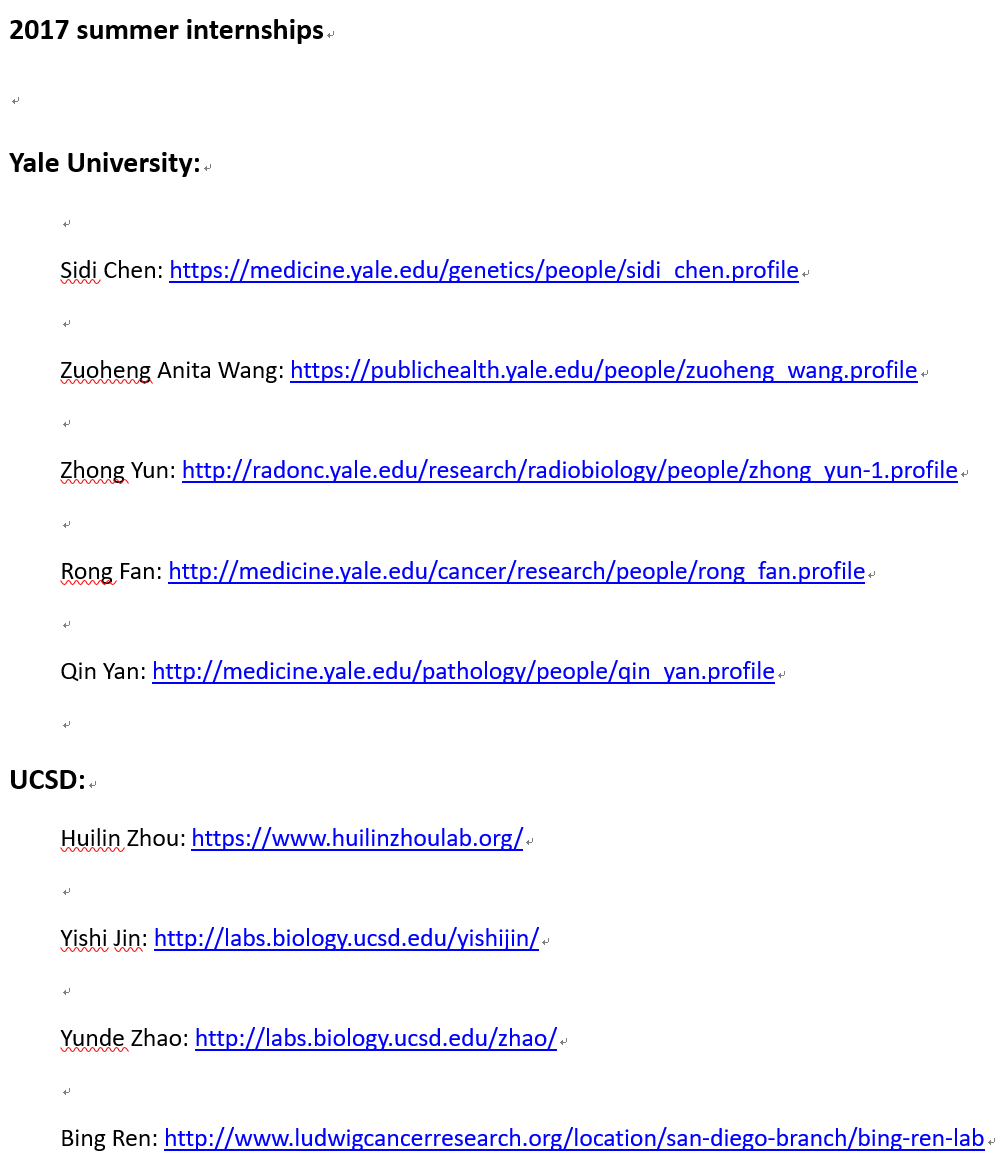 2017 summer internships
Yale University:
Sidi Chen: https://medicine.yale.edu/genetics/people/sidi_chen.profile
Zuoheng Anita Wang: https://publichealth.yale.edu/people/zuoheng_wang.profile
Zhong Yun: http://radonc.yale.edu/research/radiobiology/people/zhong_yun-1.profile
Rong Fan: http://medicine.yale.edu/cancer/research/people/rong_fan.profile
Qin Yan: http://medicine.yale.edu/pathology/people/qin_yan.profile
UCSD:
Huilin Zhou: https://www.huilinzhoulab.org/
Yishi Jin: http://labs.biology.ucsd.edu/yishijin/
Yunde Zhao: http://labs.biology.ucsd.edu/zhao/
Bing Ren: http://www.ludwigcancerresearch.org/location/san-diego-branch/bing-ren-lab